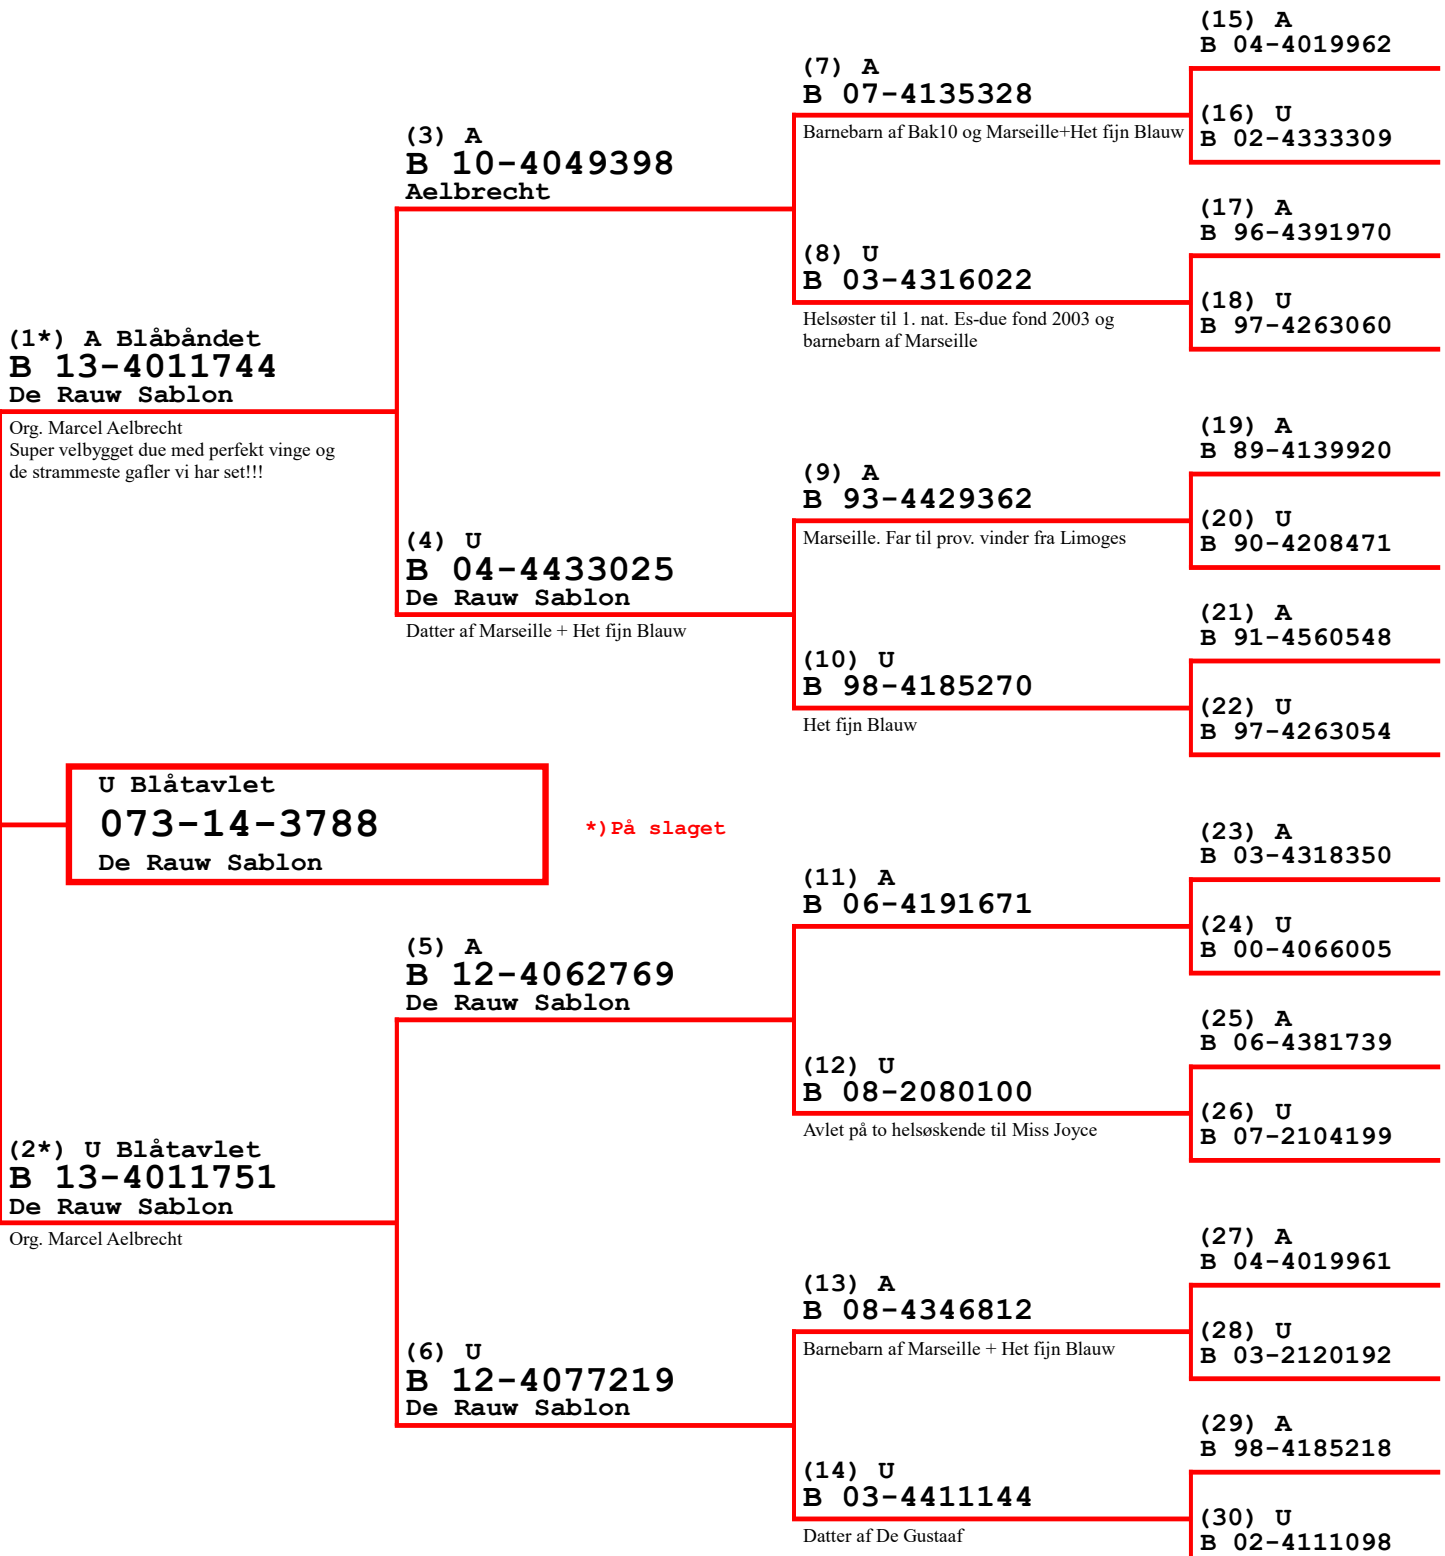 (1*) A Blåbåndet
B 13-4011744
De Rauw Sablon
Org. Marcel Aelbrecht
Super velbygget due med perfekt vinge og
de strammeste gafler vi har set!!!
U Blåtavlet
073-14-3788
De Rauw Sablon
*)På slaget
(2*) U Blåtavlet
B 13-4011751
De Rauw Sablon
Org. Marcel Aelbrecht
(3) A
B 10-4049398
Aelbrecht
(4) U
B 04-4433025
De Rauw Sablon
Datter af Marseille + Het fijn Blauw
(5) A
B 12-4062769
De Rauw Sablon
(6) U
B 12-4077219
De Rauw Sablon
(7) A
B 07-4135328
Barnebarn af Bak10 og Marseille+Het fijn Blauw
(8) U
B 03-4316022
Helsøster til 1. nat. Es-due fond 2003 og
barnebarn af Marseille
(9) A
B 93-4429362
Marseille. Far til prov. vinder fra Limoges
(10) U
B 98-4185270
Het fijn Blauw
(11) A
B 06-4191671
(12) U
B 08-2080100
Avlet på to helsøskende til Miss Joyce
(13) A
B 08-4346812
Barnebarn af Marseille + Het fijn Blauw
(14) U
B 03-4411144
Datter af De Gustaaf
(15) A
B 04-4019962
(16) U
B 02-4333309
(17) A
B 96-4391970
(18) U
B 97-4263060
(19) A
B 89-4139920
(20) U
B 90-4208471
(21) A
B 91-4560548
(22) U
B 97-4263054
(23) A
B 03-4318350
(24) U
B 00-4066005
(25) A
B 06-4381739
(26) U
B 07-2104199
(27) A
B 04-4019961
(28) U
B 03-2120192
(29) A
B 98-4185218
(30) U
B 02-4111098